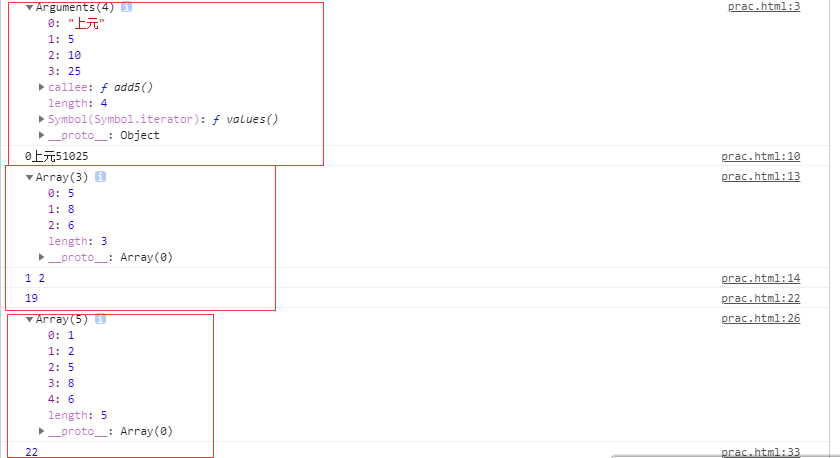 ▼Arguments(4) i prac.html:3
0: "上元"
1: 5
2: 10
3: 25
▶callee: ƒ add5()
length: 4
▶Symbol(Symbol.iterator): ƒ values()
▶__proto__: Object
0上元51025 prac.html:10
▼Array(3) i prac.html:13
0: 5
1: 8
2: 6
length: 3
▶__proto__: Array(0)
1 2 prac.html:14
19 prac.html:22
▼Array(5) i prac.html:26
0: 1
1: 2
2: 5
3: 8
4: 6
length: 5
▶__proto__: Array(0)
22 prac.html:33